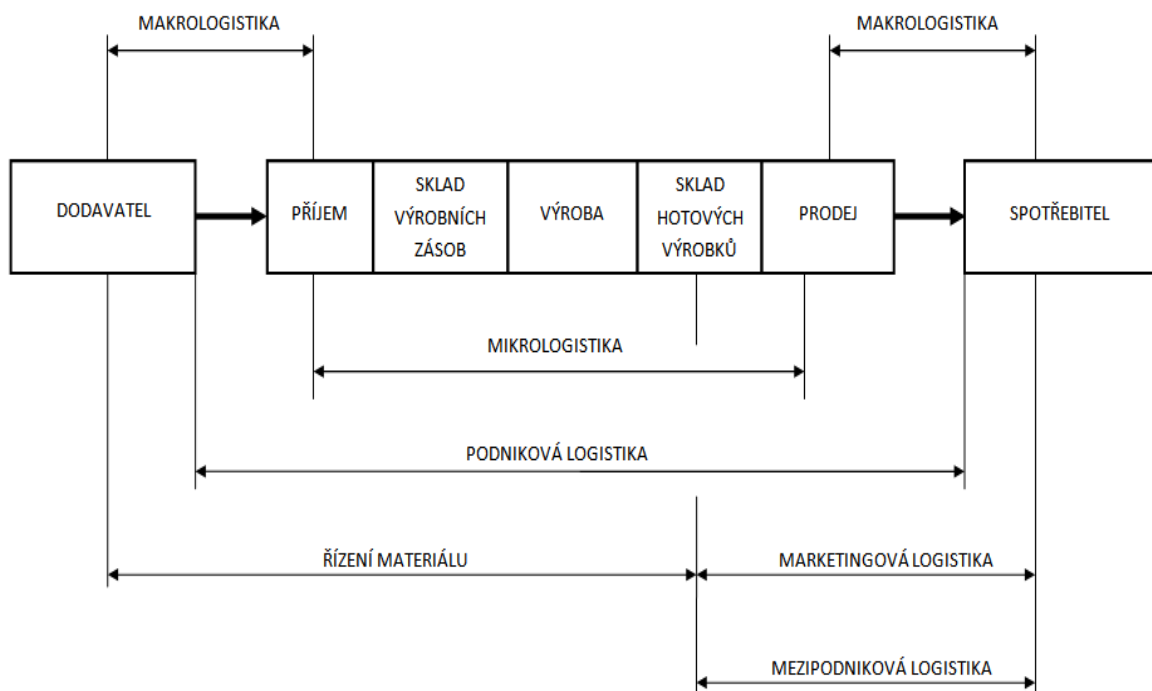 MAKROLOGISTIKA
MAKROLOGISTIKA
DODAVATEL
PŘÍJEM
SKLAD
VÝROBNÍCH
ZÁSOB
VÝROBA
SKLAD
HOTOVÝCH
VÝROBKŮ
PRODEJ
SPOTŘEBITEL
MIKROLOGISTIKA
PODNIKOVÁ LOGISTIKA
ŘÍZENÍ MATERIÁLU
MARKETINGOVÁ LOGISTIKA
MEZIPODNIKOVÁ LOGISTIKA